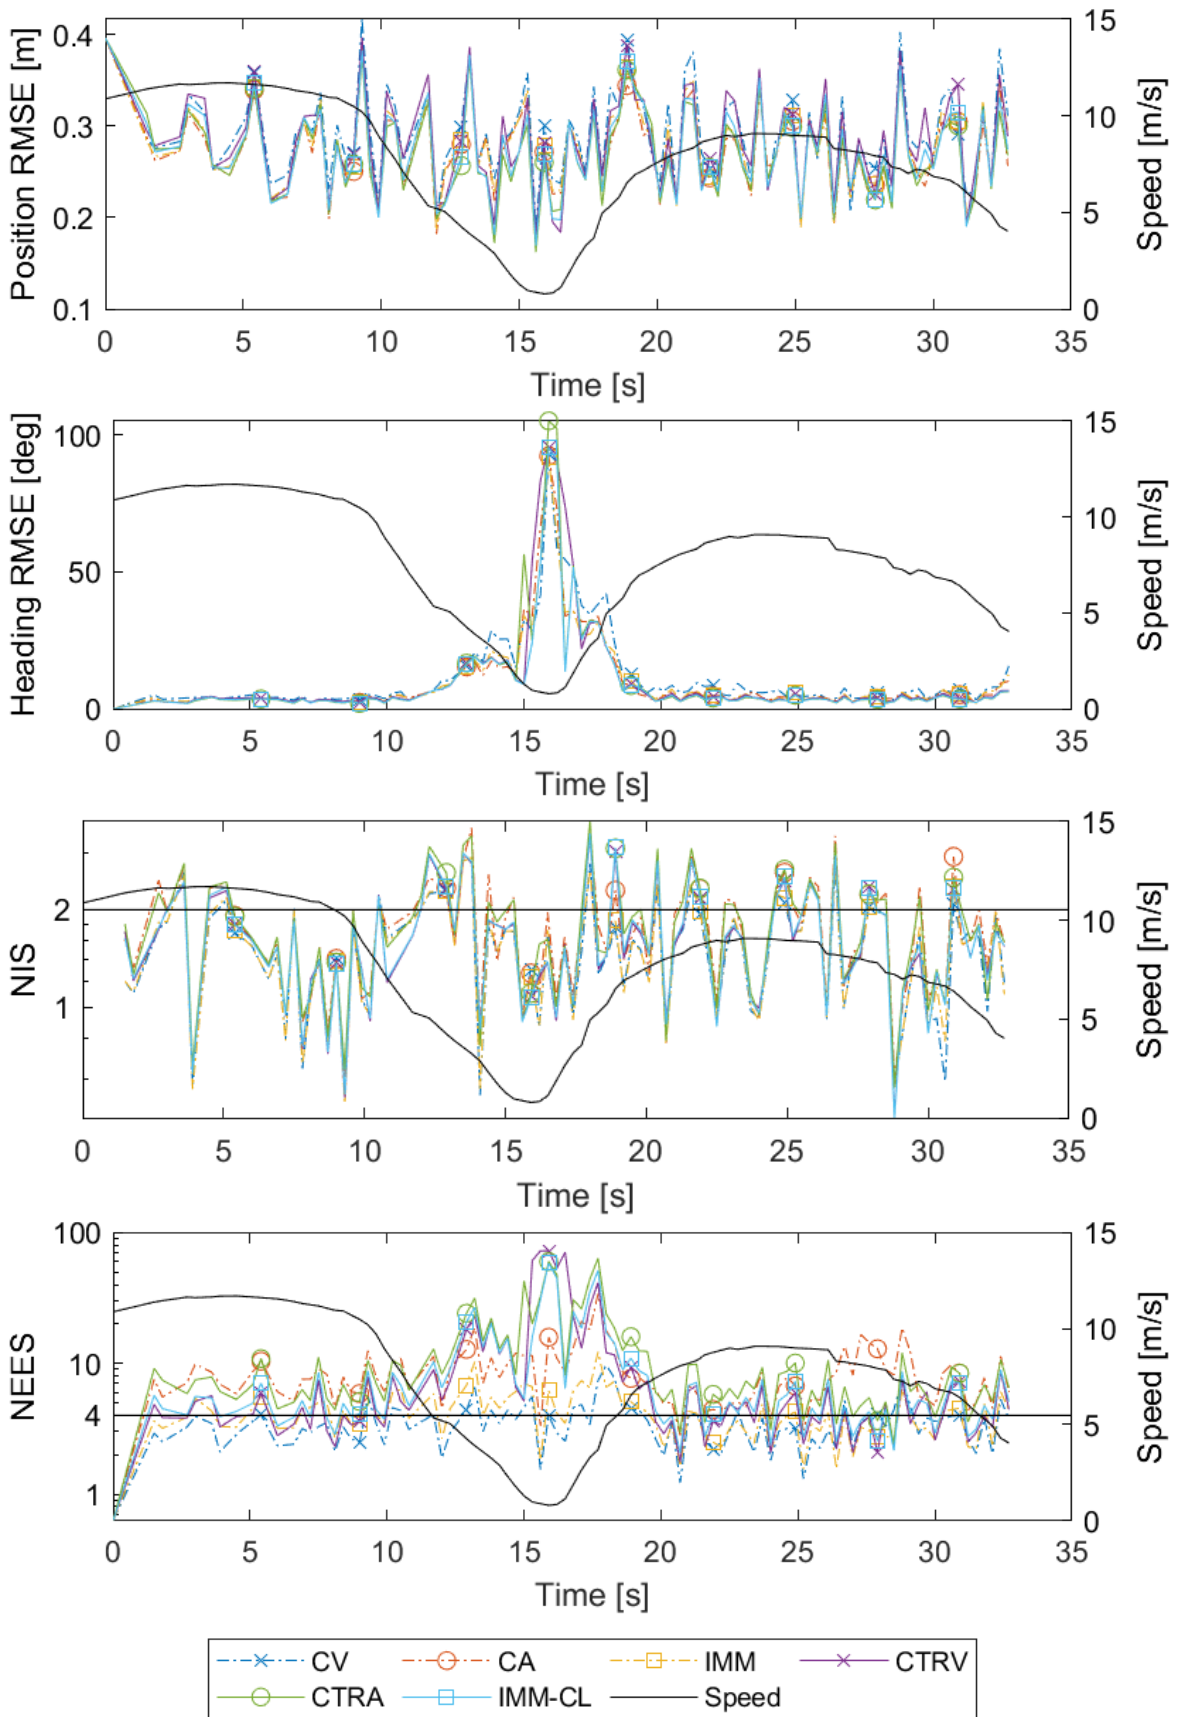 Position RMSE [m]
0.4
0.3
0.2
0.1
15
10
5
0
Speed [m/s]
0 5 10 15 20 25 30 35
Time [s]
Heading RMSE [deg]
100
50
0
15
10
5
0
Speed [m/s]
0 5 10 15 20 25 30 35
Time [s]
NIS
2
1
15
10
5
0
Speed [m/s]
0 5 10 15 20 25 30 35
Time [s]
NEES
100
10
4
1
15
10
5
0
Speed [m/s]
0 5 10 15 20 25 30 35
Time [s]
CV CA IMM CTRV
CTRA IMM-CL Speed